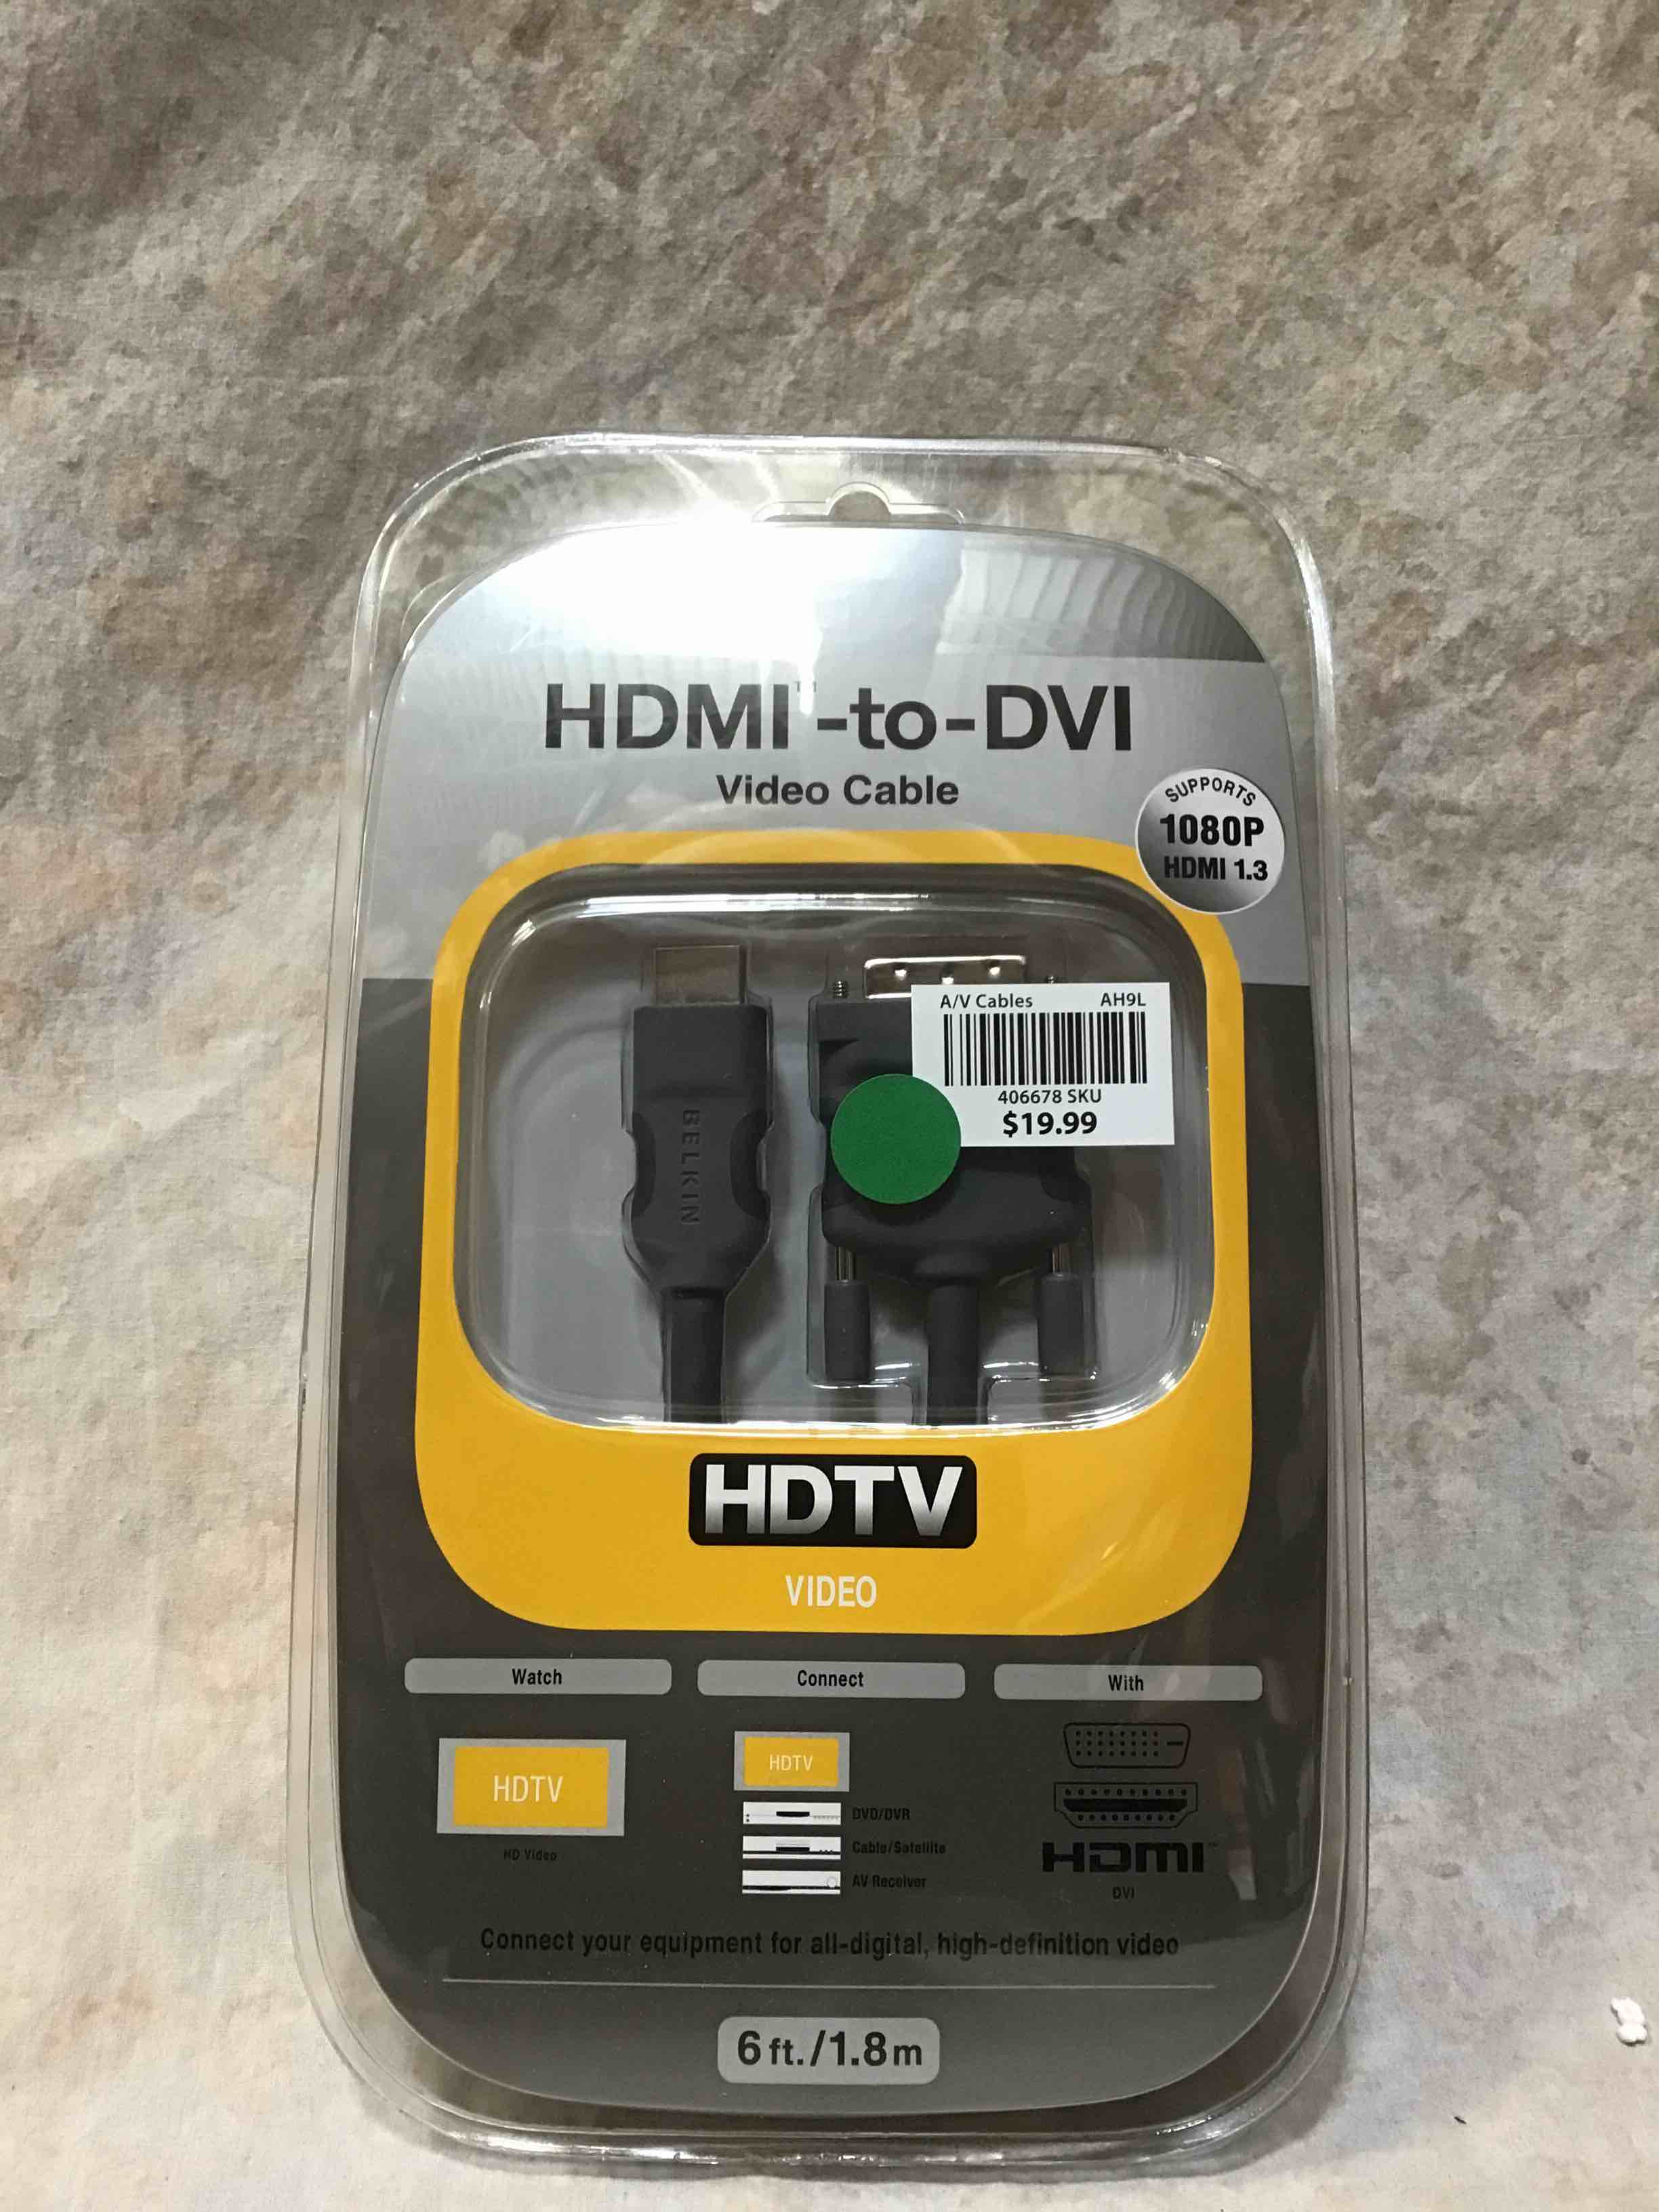 HDMI™-to-DVI
Video Cable
SUPPORTS
1080P
HDMI 1.3
A/V Cables AH9L
406678 SKU
$19.99
BELKIN
HDTV
VIDEO
Watch Connect With
HDTV
HD Video
HDTV
DVD/DVR
Cable/Satellite
AV Receiver
HDMI™
DVI
Connect your equipment for all-digital, high-definition video
6 ft./1.8m